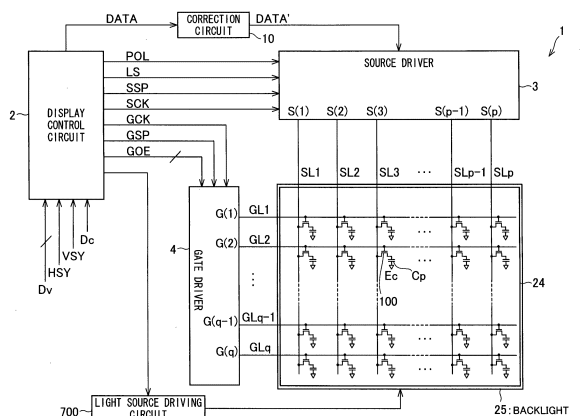 DATA
CORRECTION CIRCUIT
DATA'
10
1
POL
LS
SSP
SCK
GCK
GSP
GOE
2
DISPLAY CONTROL CIRCUIT
SOURCE DRIVER
3
S(1) S(2) S(3) S(p-1) S(p)
SL1 SL2 SL3 ··· SLp-1 SLp
Dv
HSY
VSY
Dc
4
GATE DRIVER
G(1) GL1
G(2) GL2
G(q-1) GLq-1
G(q) GLq
Ec
Cp
100
24
700
LIGHT SOURCE DRIVING CIRCUIT
25:BACKLIGHT